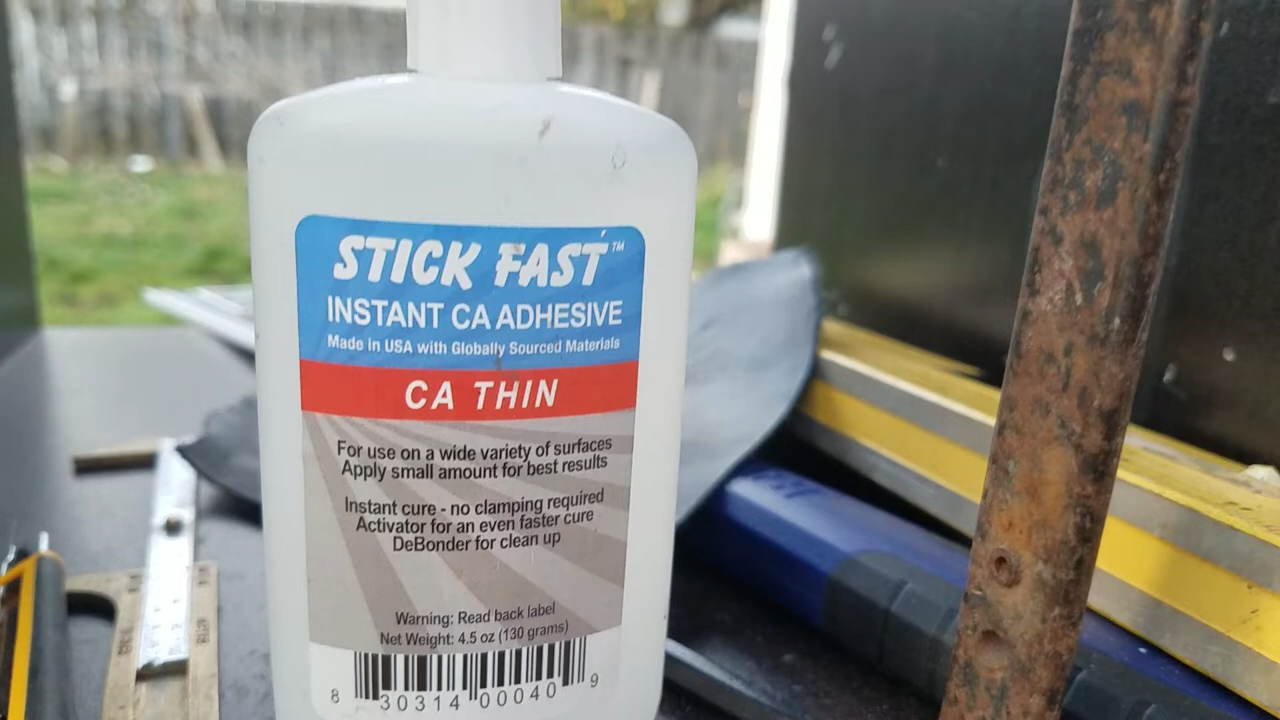 STICK FAST™
INSTANT CA ADHESIVE
Made in USA with Globally Sourced Materials
CA THIN
For use on a wide variety of surfaces
Apply small amount for best results
Instant cure - no clamping required
Activator for an even faster cure
DeBonder for clean up
Warning: Read back label
Net Weight: 4.5 oz (130 grams)
8 30314 00040 9